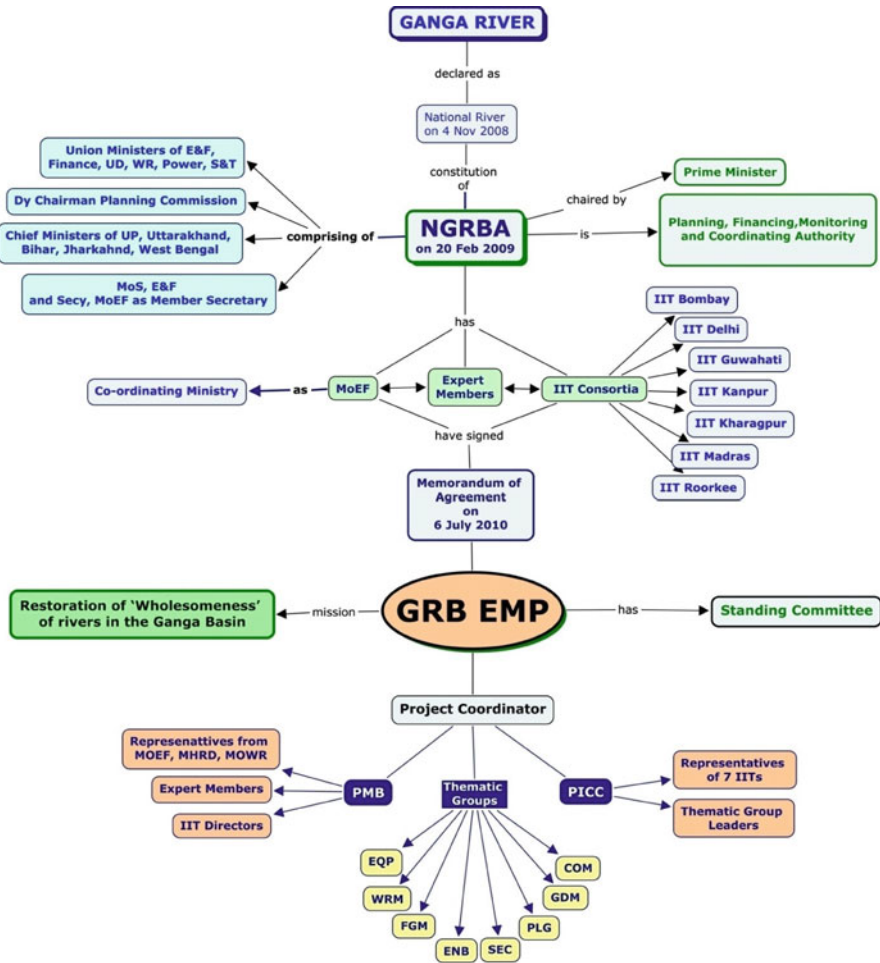 GANGA RIVER
declared as
National River
on 4 Nov 2008
constitution
of
NGRBA
on 20 Feb 2009
chaired by
Prime Minister
is
Planning, Financing,Monitoring
and Coordinating Authority
comprising of
Union Ministers of E&F,
Finance, UD, WR, Power, S&T
Dy Chairman Planning Commission
Chief Ministers of UP, Uttarakhand,
Bihar, Jharkahnd, West Bengal
MoS, E&F
and Secy, MoEF as Member Secretary
has
Co-ordinating Ministry
as
MoEF
Expert
Members
IIT Consortia
IIT Bombay
IIT Delhi
IIT Guwahati
IIT Kanpur
IIT Kharagpur
IIT Madras
IIT Roorkee
have signed
Memorandum of
Agreement
on
6 July 2010
Restoration of ‘Wholesomeness’
of rivers in the Ganga Basin
mission
GRB EMP
has
Standing Committee
Project Coordinator
Represenattives from
MOEF, MHRD, MOWR
Expert Members
IIT Directors
PMB
Thematic
Groups
PICC
Representatives
of 7 IITs
Thematic Group
Leaders
EQP
WRM
FGM
ENB
SEC
PLG
GDM
COM